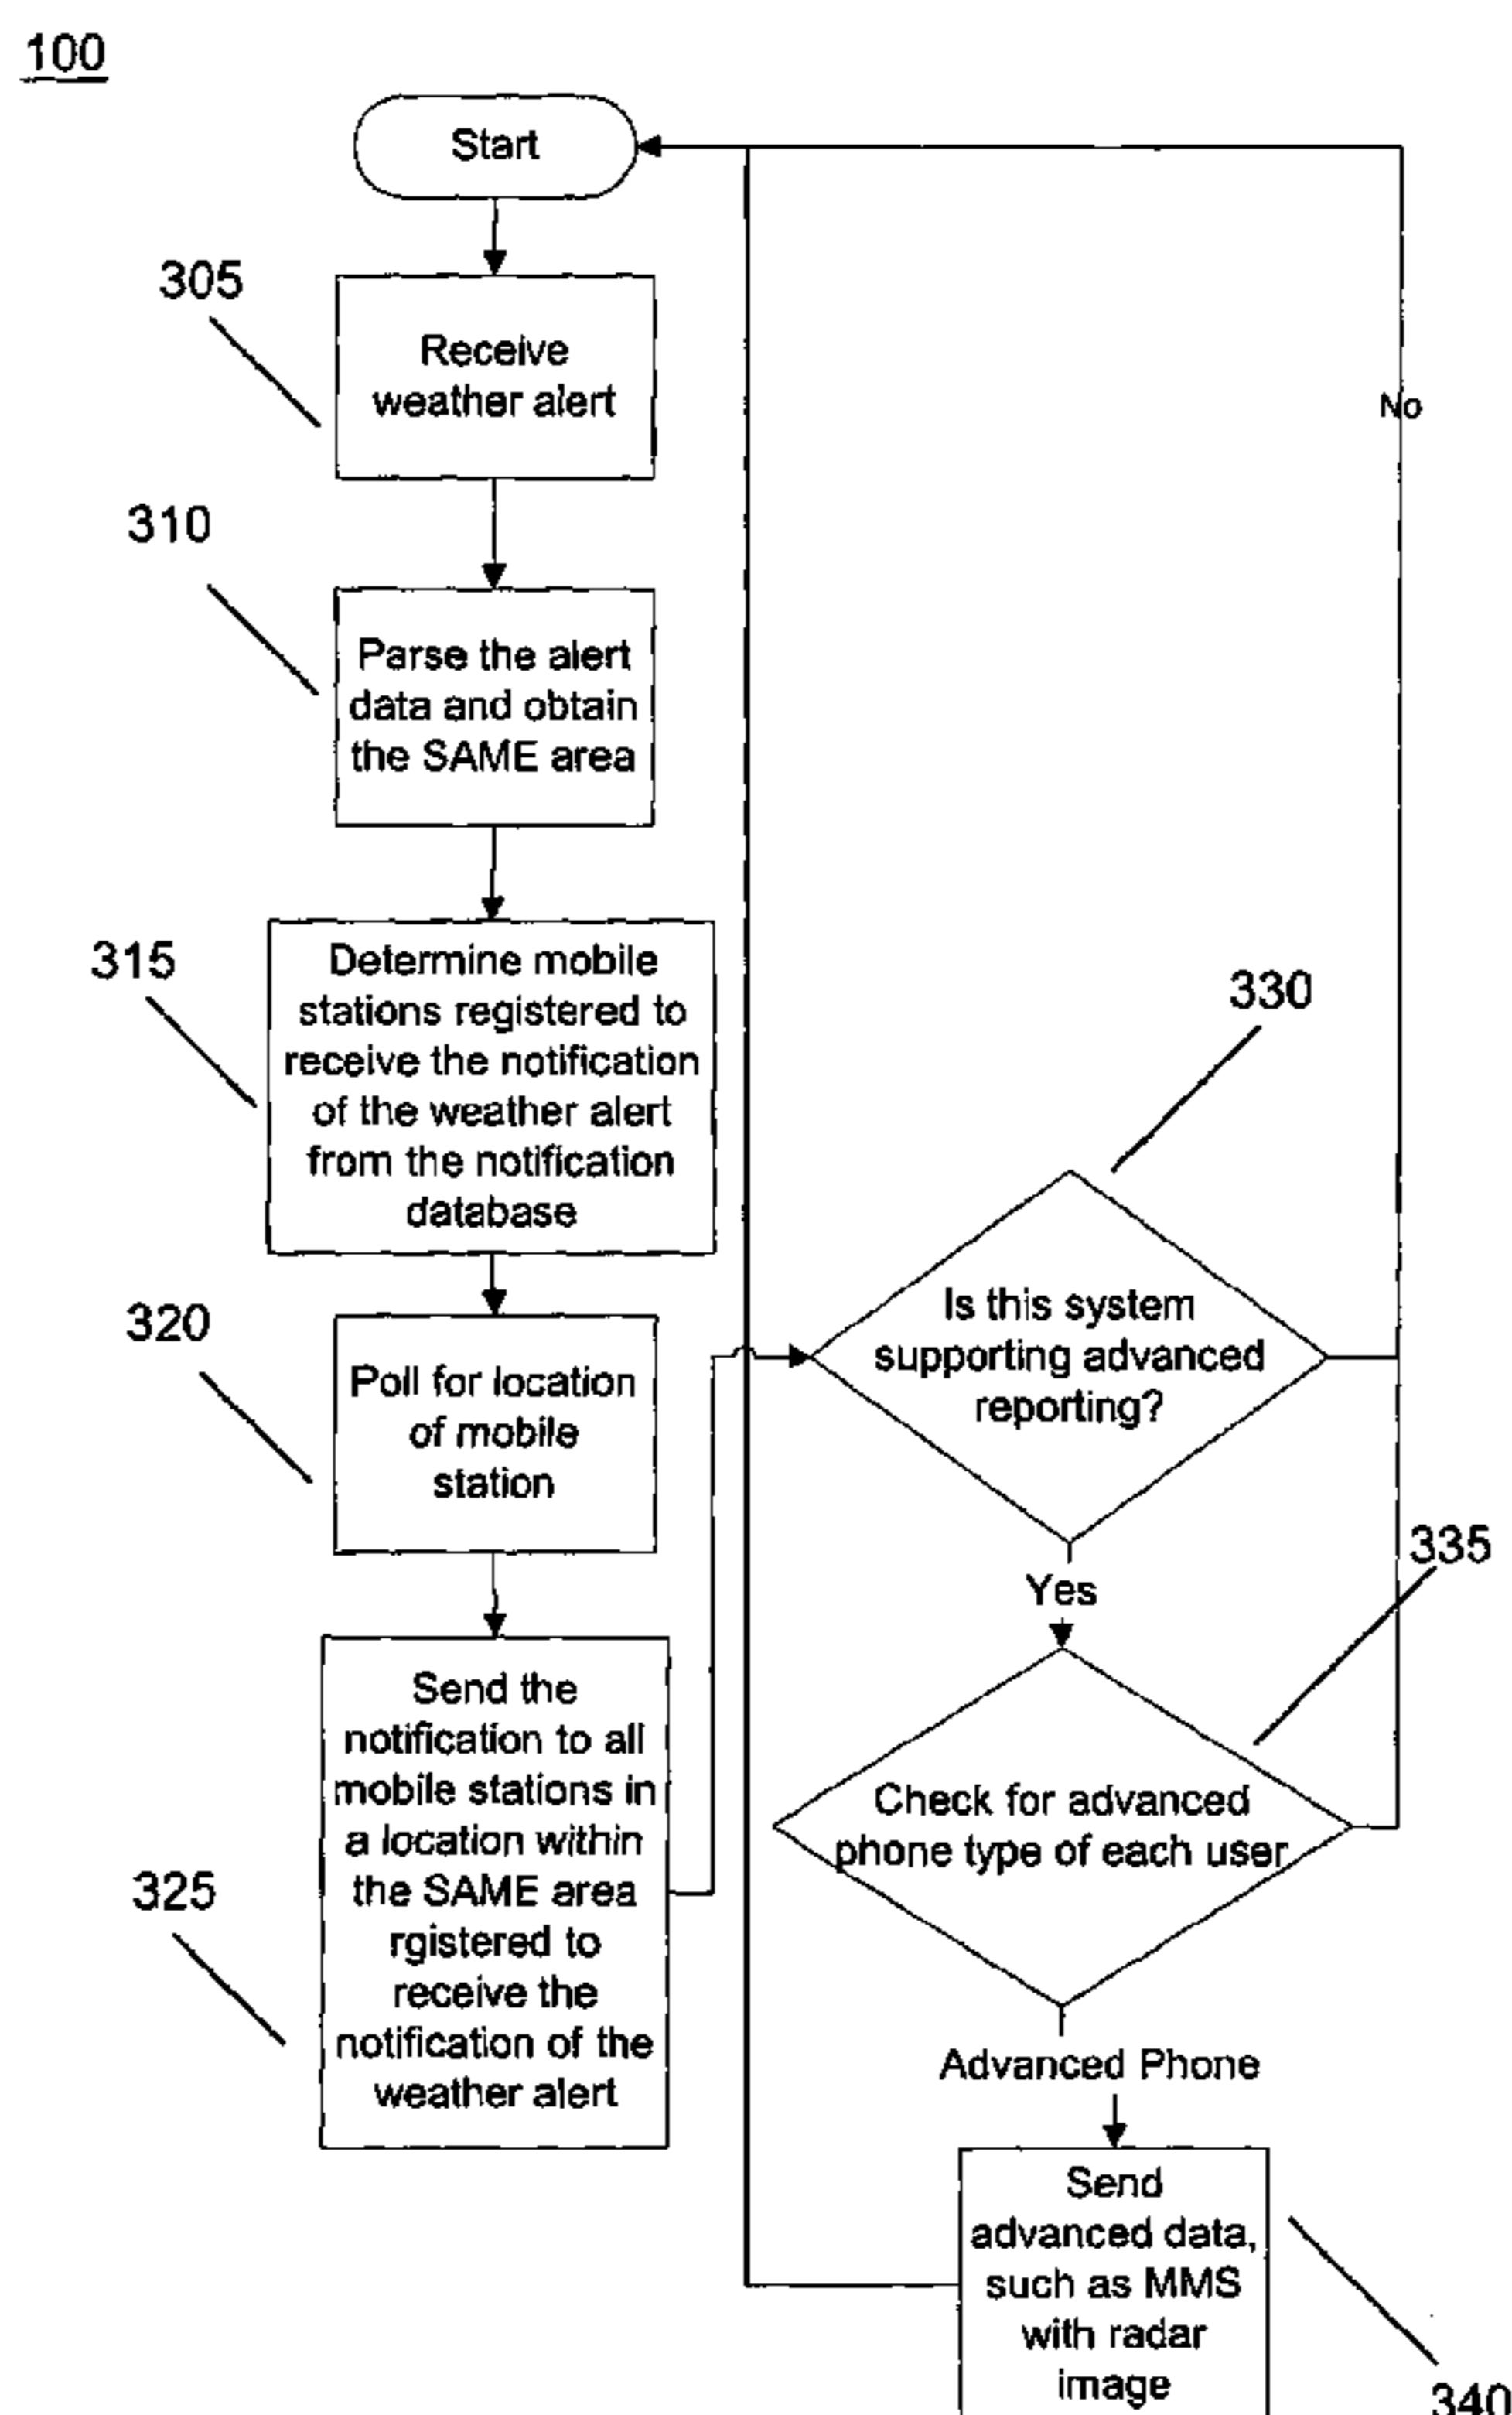 100
Start
305
Receive
weather alert
310
Parse the alert
data and obtain
the SAME area
315
Determine mobile
stations registered to
receive the notification
of the weather alert
from the notification
database
320
Poll for location
of mobile
station
325
Send the
notification to all
mobile stations in
a location within
the SAME area
rgistered to
receive the
notification of the
weather alert
No
330
Is this system
supporting advanced
reporting?
Yes
335
Check for advanced
phone type of each user
Advanced Phone
Send
advanced data,
such as MMS
with radar
image
340